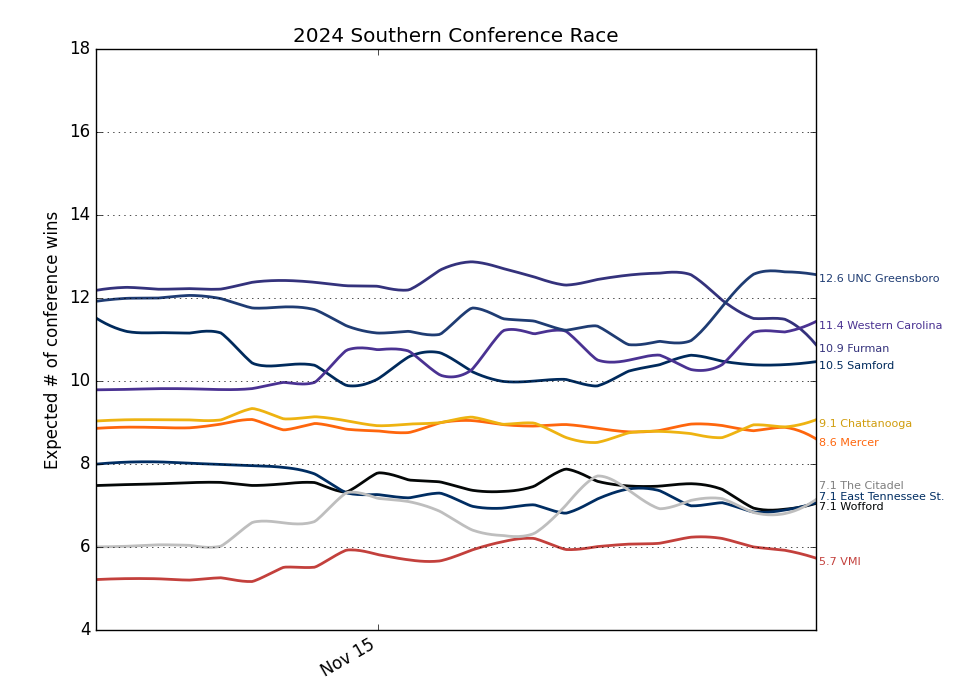 2024 Southern Conference Race
Expected # of conference wins
18
16
14
12
10
8
6
4
Nov 15
12.6 UNC Greensboro
11.4 Western Carolina
10.9 Furman
10.5 Samford
9.1 Chattanooga
8.6 Mercer
7.1 The Citadel
7.1 East Tennessee St.
7.1 Wofford
5.7 VMI